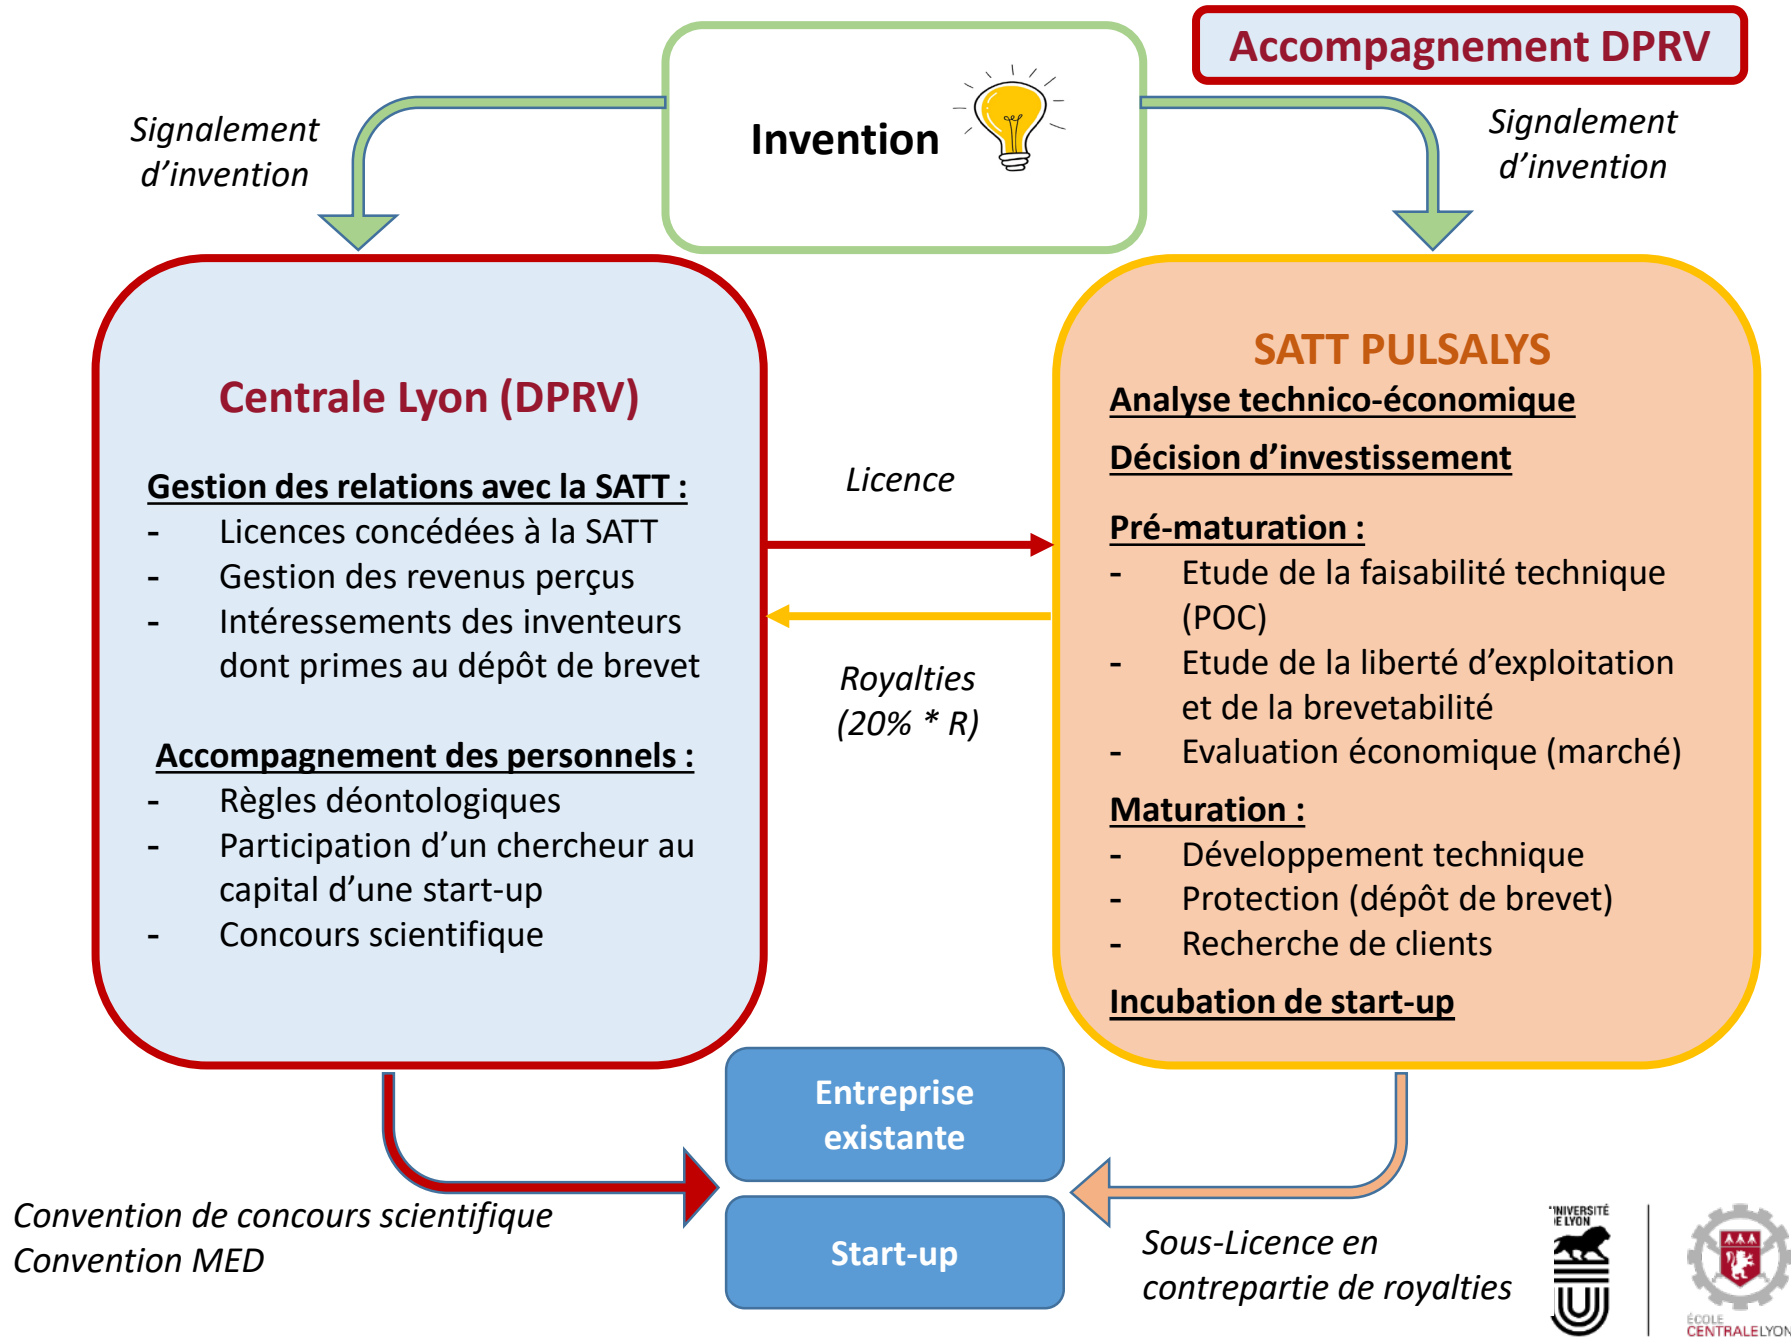 Accompagnement DPRV
Invention
Signalement
d’invention
Signalement
d’invention
Centrale Lyon (DPRV)
Gestion des relations avec la SATT :
- Licences concédées à la SATT
- Gestion des revenus perçus
- Intéressements des inventeurs
dont primes au dépôt de brevet
Accompagnement des personnels :
- Règles déontologiques
- Participation d’un chercheur au
capital d’une start-up
- Concours scientifique
Licence
Royalties
(20% * R)
SATT PULSALYS
Analyse technico-économique
Décision d’investissement
Pré-maturation :
- Etude de la faisabilité technique
(POC)
- Etude de la liberté d’exploitation
et de la brevetabilité
- Evaluation économique (marché)
Maturation :
- Développement technique
- Protection (dépôt de brevet)
- Recherche de clients
Incubation de start-up
Entreprise
existante
Start-up
Convention de concours scientifique
Convention MED
Sous-Licence en
contrepartie de royalties
UNIVERSITÉ
DE LYON
ÉCOLE
CENTRALELYON